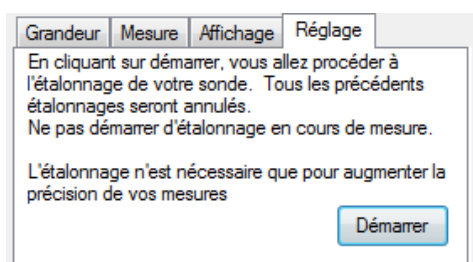 Grandeur Mesure Affichage Réglage
En cliquant sur démarrer, vous allez procéder à
l'étalonnage de votre sonde. Tous les précédents
étalonnages seront annulés.
Ne pas démarrer d'étalonnage en cours de mesure.
L'étalonnage n'est nécessaire que pour augmenter la
précision de vos mesures
Démarrer